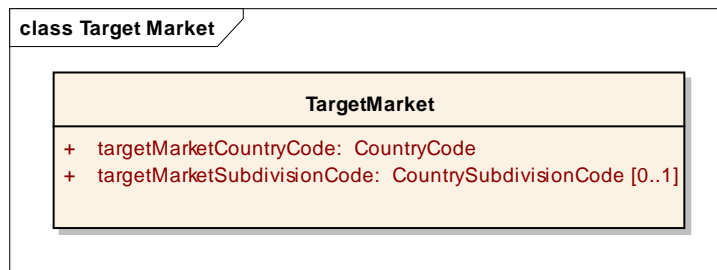 class Target Market
TargetMarket
+ targetMarketCountryCode: CountryCode
+ targetMarketSubdivisionCode: CountrySubdivisionCode [0..1]